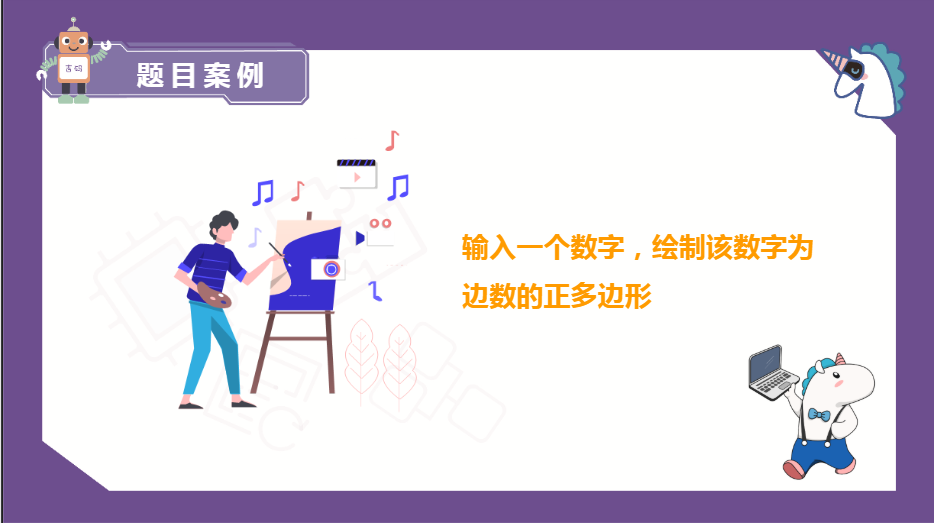 题目案例
输入一个数字，绘制该数字为
边数的正多边形